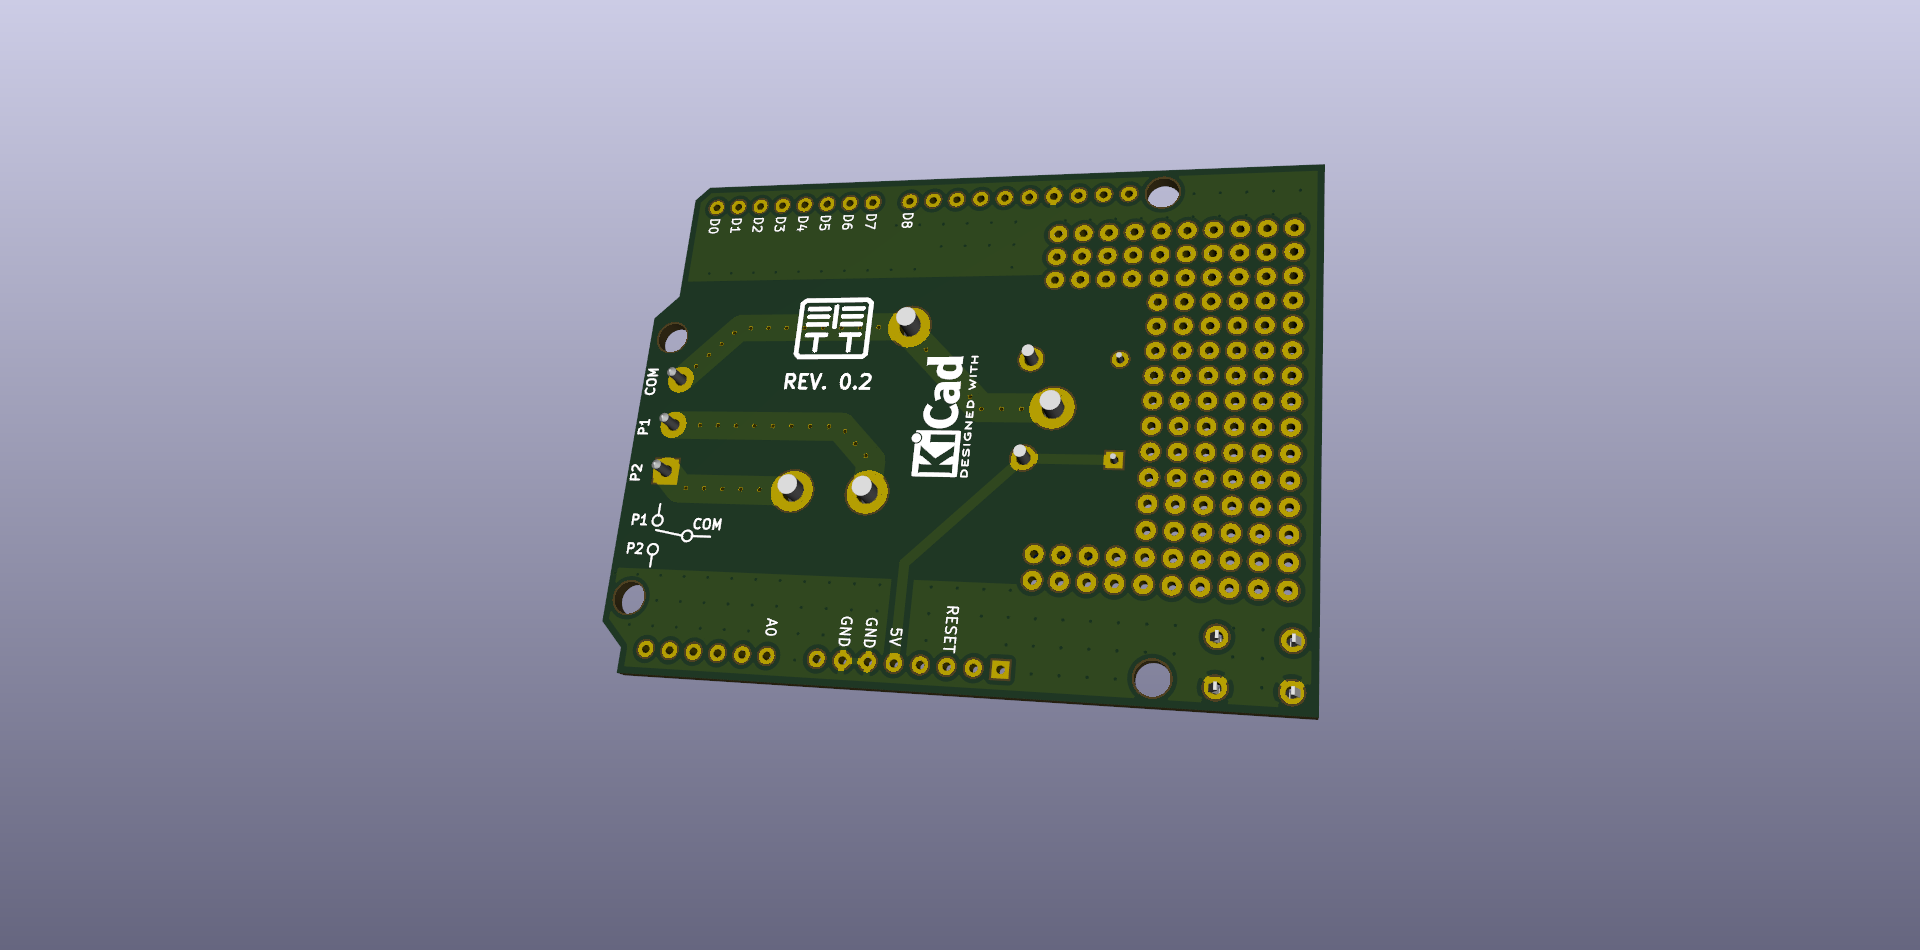 D0
D1
D2
D3
D4
D5
D6
D7
D8
REV. 0.2
COM
P1
P2
KiCad
DESIGNED WITH
P1
COM
P2
A0
GND
GND
5V
RESET